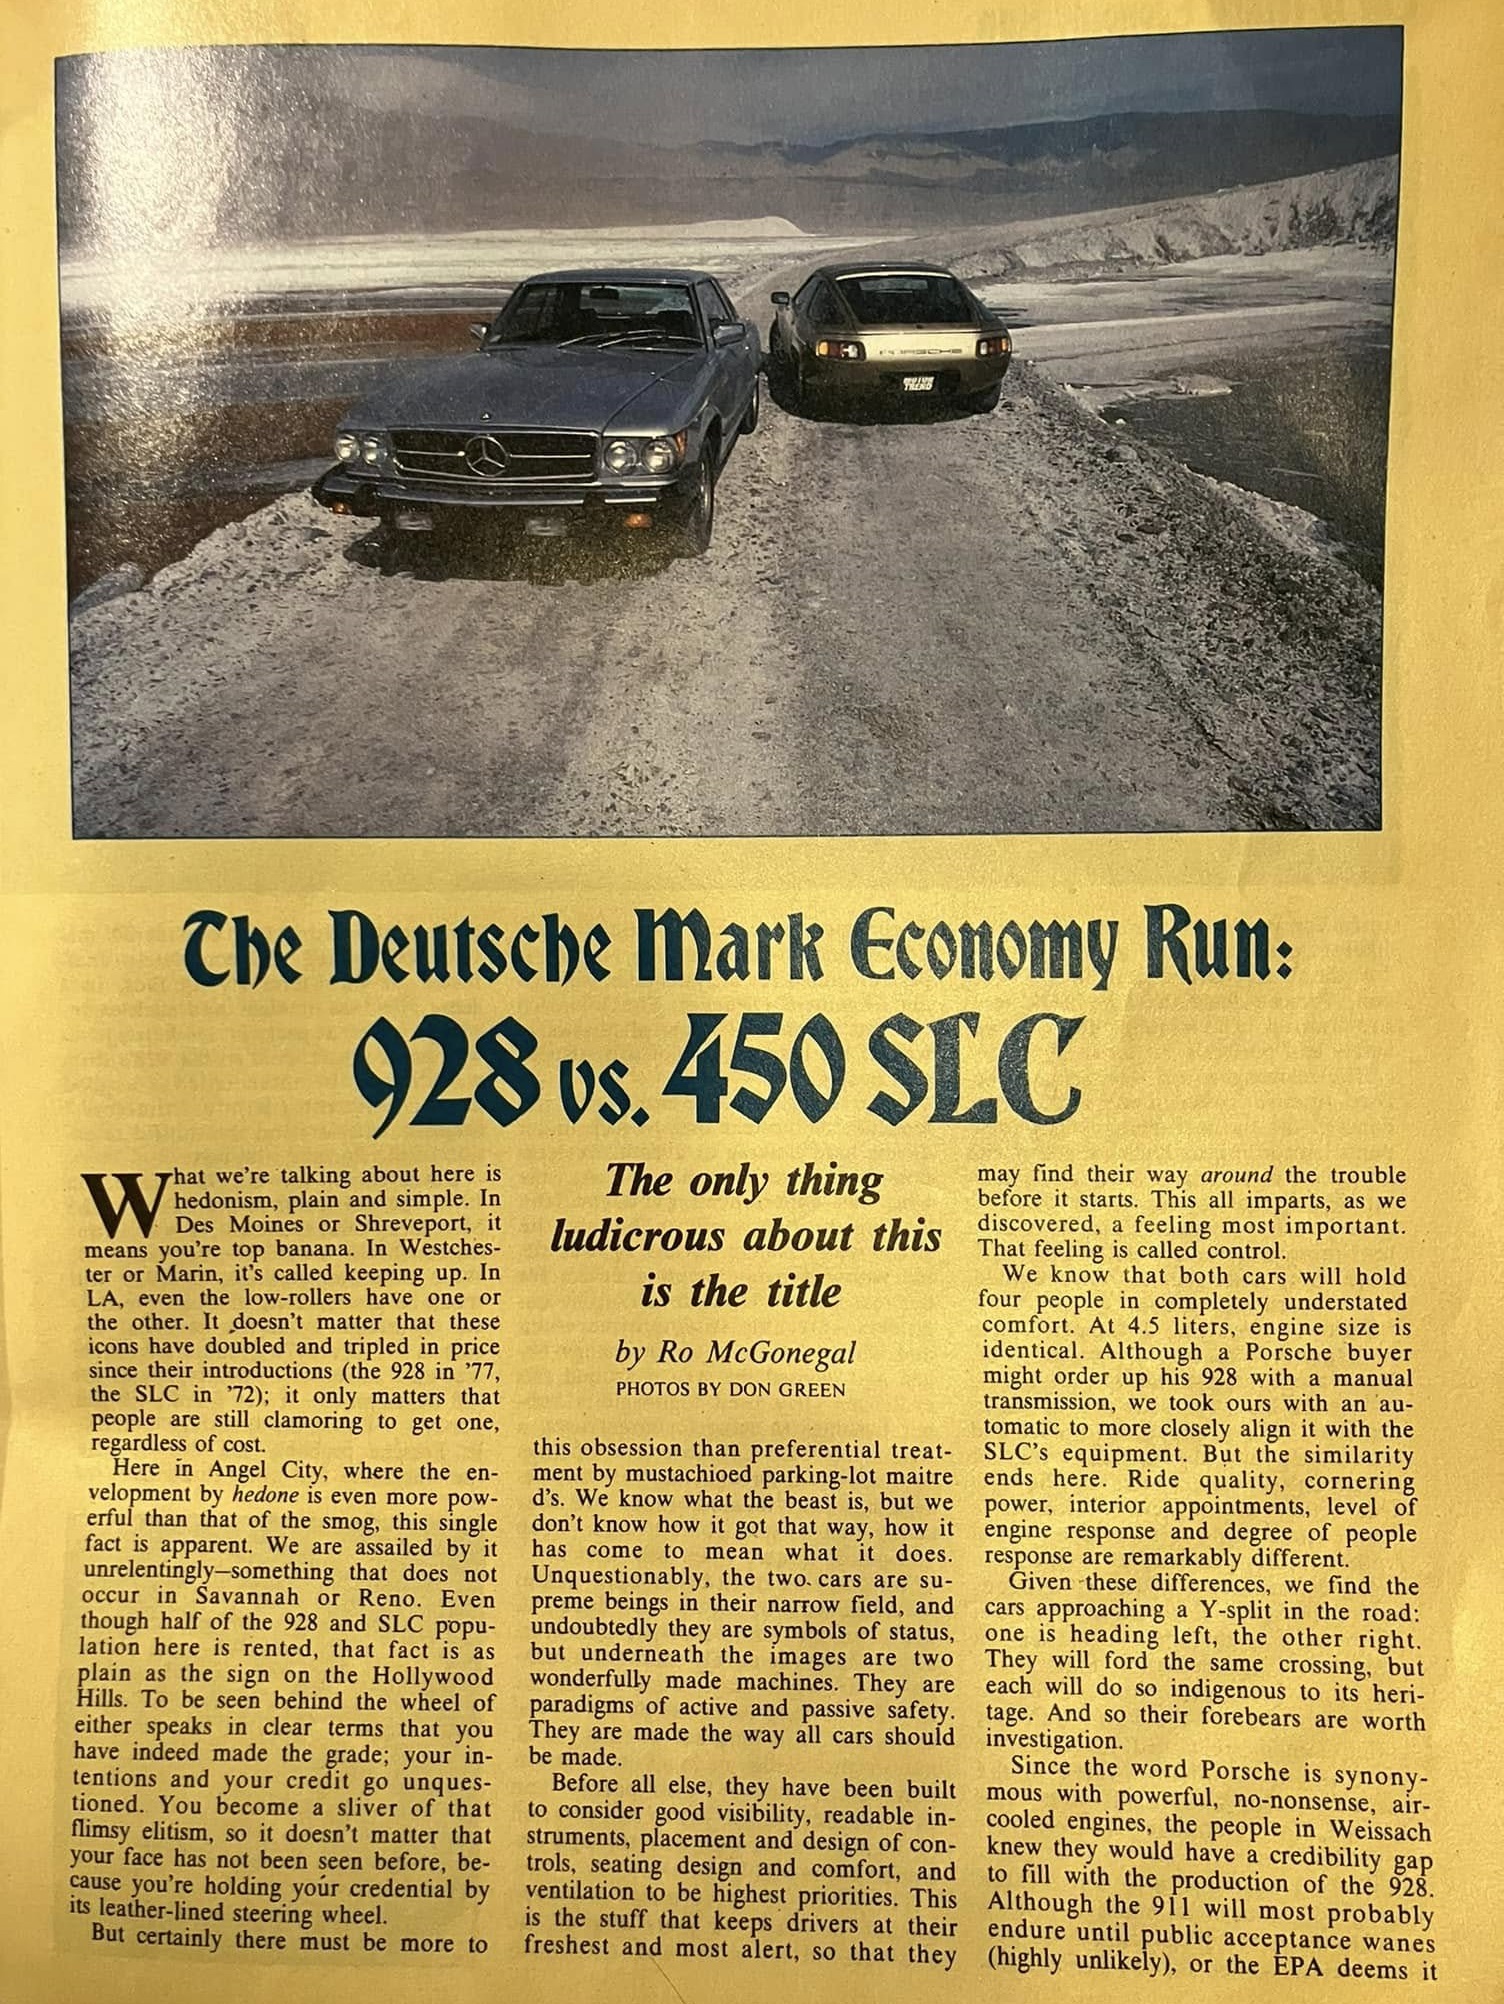 PORSCHE
MOTOR
TREND
The Deutsche Mark Economy Run:
928 vs. 450 SLC
What we're talking about here is
hedonism, plain and simple. In
Des Moines or Shreveport, it
means you're top banana. In Westches-
ter or Marin, it's called keeping up. In
LA, even the low-rollers have one or
the other. It doesn't matter that these
icons have doubled and tripled in price
since their introductions (the 928 in '77,
the SLC in '72); it only matters that
people are still clamoring to get one,
regardless of cost.
Here in Angel City, where the en-
velopment by hedone is even more pow-
erful than that of the smog, this single
fact is apparent. We are assailed by it
unrelentingly—something that does not
occur in Savannah or Reno. Even
though half of the 928 and SLC popu-
lation here is rented, that fact is as
plain as the sign on the Hollywood
Hills. To be seen behind the wheel of
either speaks in clear terms that you
have indeed made the grade; your in-
tentions and your credit go unques-
tioned. You become a sliver of that
flimsy elitism, so it doesn't matter that
your face has not been seen before, be-
cause you're holding your credential by
its leather-lined steering wheel.
But certainly there must be more to
The only thing
ludicrous about this
is the title
by Ro McGonegal
PHOTOS BY DON GREEN
this obsession than preferential treat-
ment by mustachioed parking-lot maitre
d's. We know what the beast is, but we
don't know how it got that way, how it
has come to mean what it does.
Unquestionably, the two cars are su-
preme beings in their narrow field, and
undoubtedly they are symbols of status,
but underneath the images are two
wonderfully made machines. They are
paradigms of active and passive safety.
They are made the way all cars should
be made.
Before all else, they have been built
to consider good visibility, readable in-
struments, placement and design of con-
trols, seating design and comfort, and
ventilation to be highest priorities. This
is the stuff that keeps drivers at their
freshest and most alert, so that they
may find their way around the trouble
before it starts. This all imparts, as we
discovered, a feeling most important.
That feeling is called control.
We know that both cars will hold
four people in completely understated
comfort. At 4.5 liters, engine size is
identical. Although a Porsche buyer
might order up his 928 with a manual
transmission, we took ours with an au-
tomatic to more closely align it with the
SLC's equipment. But the similarity
ends here. Ride quality, cornering
power, interior appointments, level of
engine response and degree of people
response are remarkably different.
Given these differences, we find the
cars approaching a Y-split in the road:
one is heading left, the other right.
They will ford the same crossing, but
each will do so indigenous to its heri-
tage. And so their forebears are worth
investigation.
Since the word Porsche is synony-
mous with powerful, no-nonsense, air-
cooled engines, the people in Weissach
knew they would have a credibility gap
to fill with the production of the 928.
Although the 911 will most probably
endure until public acceptance wanes
(highly unlikely), or the EPA deems it